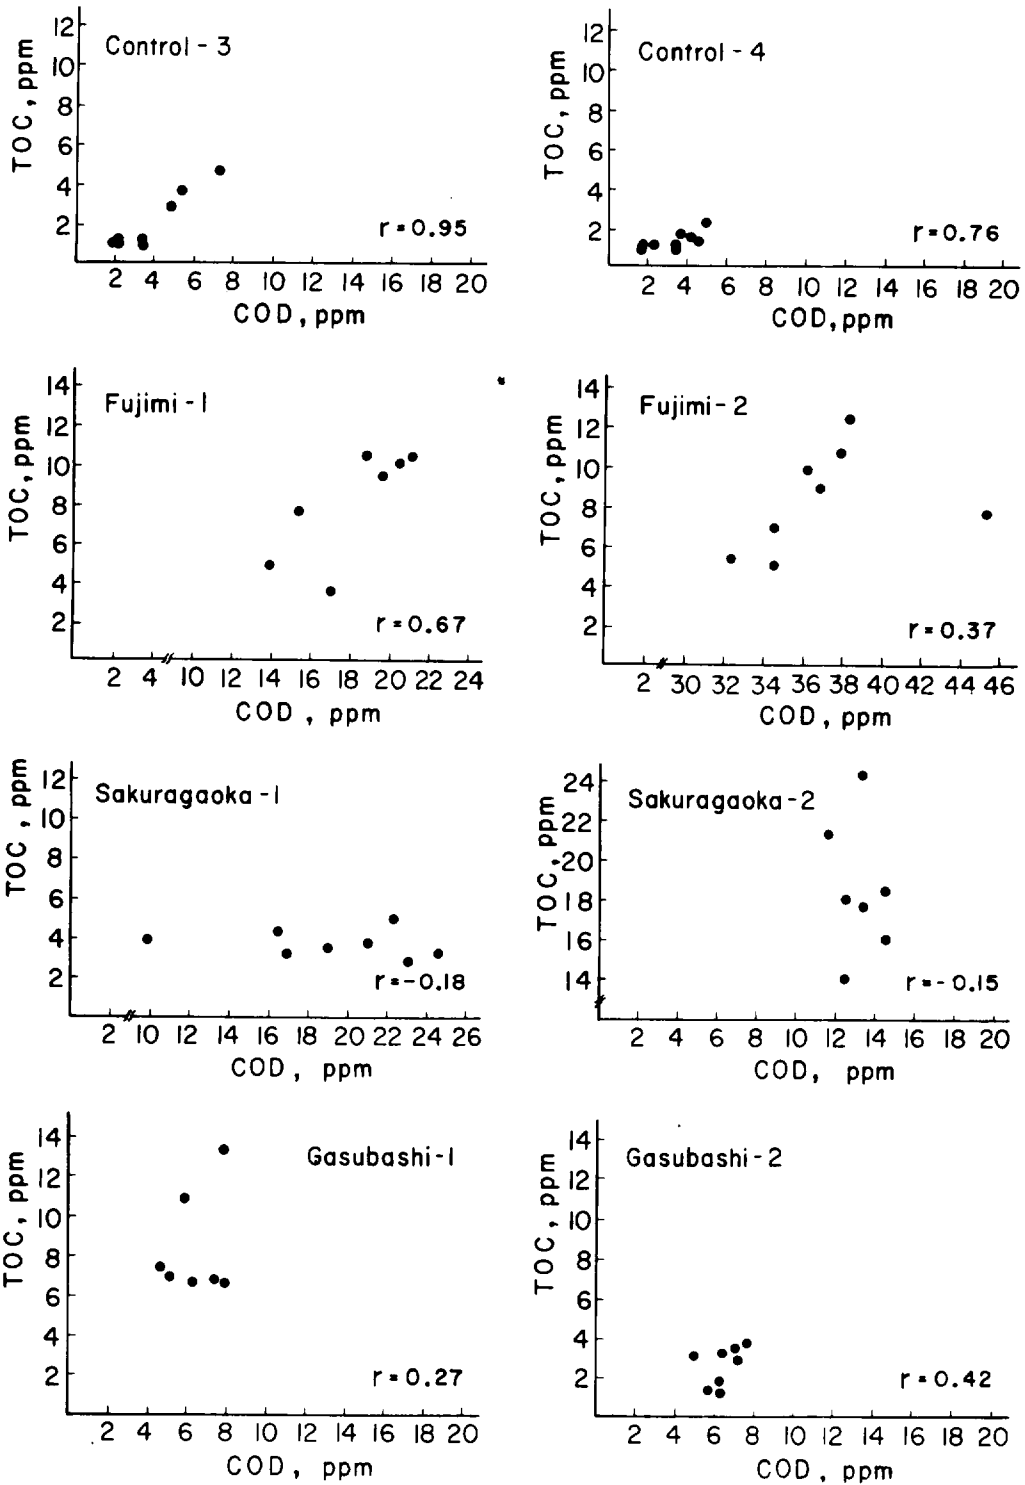 Control-3
TOC, ppm
12
10
8
6
4
2
r=0.95
2 4 6 8 10 12 14 16 18 20
COD, ppm
Control-4
TOC, ppm
12
10
8
6
4
2
r=0.76
2 4 6 8 10 12 14 16 18 20
COD, ppm
Fujimi-1
TOC, ppm
14
12
10
8
6
4
2
r=0.67
2 4 10 12 14 16 18 20 22 24
COD, ppm
Fujimi-2
TOC, ppm
14
12
10
8
6
4
2
r=0.37
2 30 32 34 36 38 40 42 44 46
COD, ppm
Sakuragaoka-1
TOC, ppm
12
10
8
6
4
2
r=-0.18
2 10 12 14 16 18 20 22 24 26
COD, ppm
Sakuragaoka-2
TOC, ppm
24
22
20
18
16
14
r=-0.15
2 4 6 8 10 12 14 16 18 20
COD, ppm
Gasubashi-1
TOC, ppm
14
12
10
8
6
4
2
r=0.27
2 4 6 8 10 12 14 16 18 20
COD, ppm
Gasubashi-2
TOC, ppm
14
12
10
8
6
4
2
r=0.42
2 4 6 8 10 12 14 16 18 20
COD, ppm